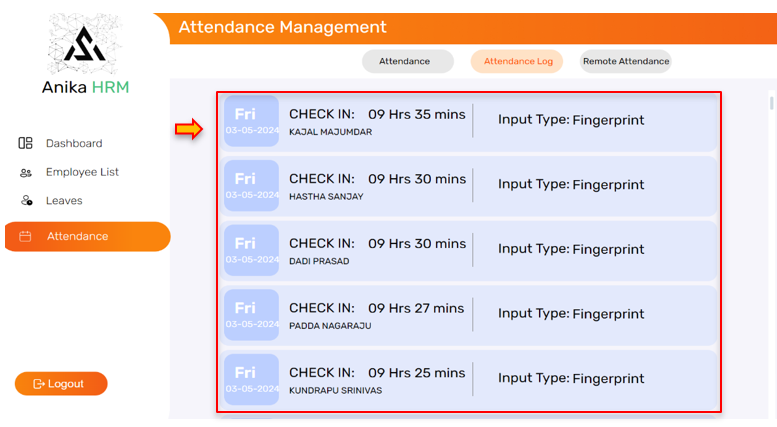 Attendance Management
Anika HRM
Attendance
Attendance Log
Remote Attendance
Dashboard
Employee List
Leaves
Attendance
Logout
Fri
03-05-2024
CHECK IN: 09 Hrs 35 mins
KAJAL MAJUMDAR
Input Type: Fingerprint
Fri
03-05-2024
CHECK IN: 09 Hrs 30 mins
HASTHA SANJAY
Input Type: Fingerprint
Fri
03-05-2024
CHECK IN: 09 Hrs 30 mins
DADI PRASAD
Input Type: Fingerprint
Fri
03-05-2024
CHECK IN: 09 Hrs 27 mins
PADDA NAGARAJU
Input Type: Fingerprint
Fri
03-05-2024
CHECK IN: 09 Hrs 25 mins
KUNDRAPU SRINIVAS
Input Type: Fingerprint